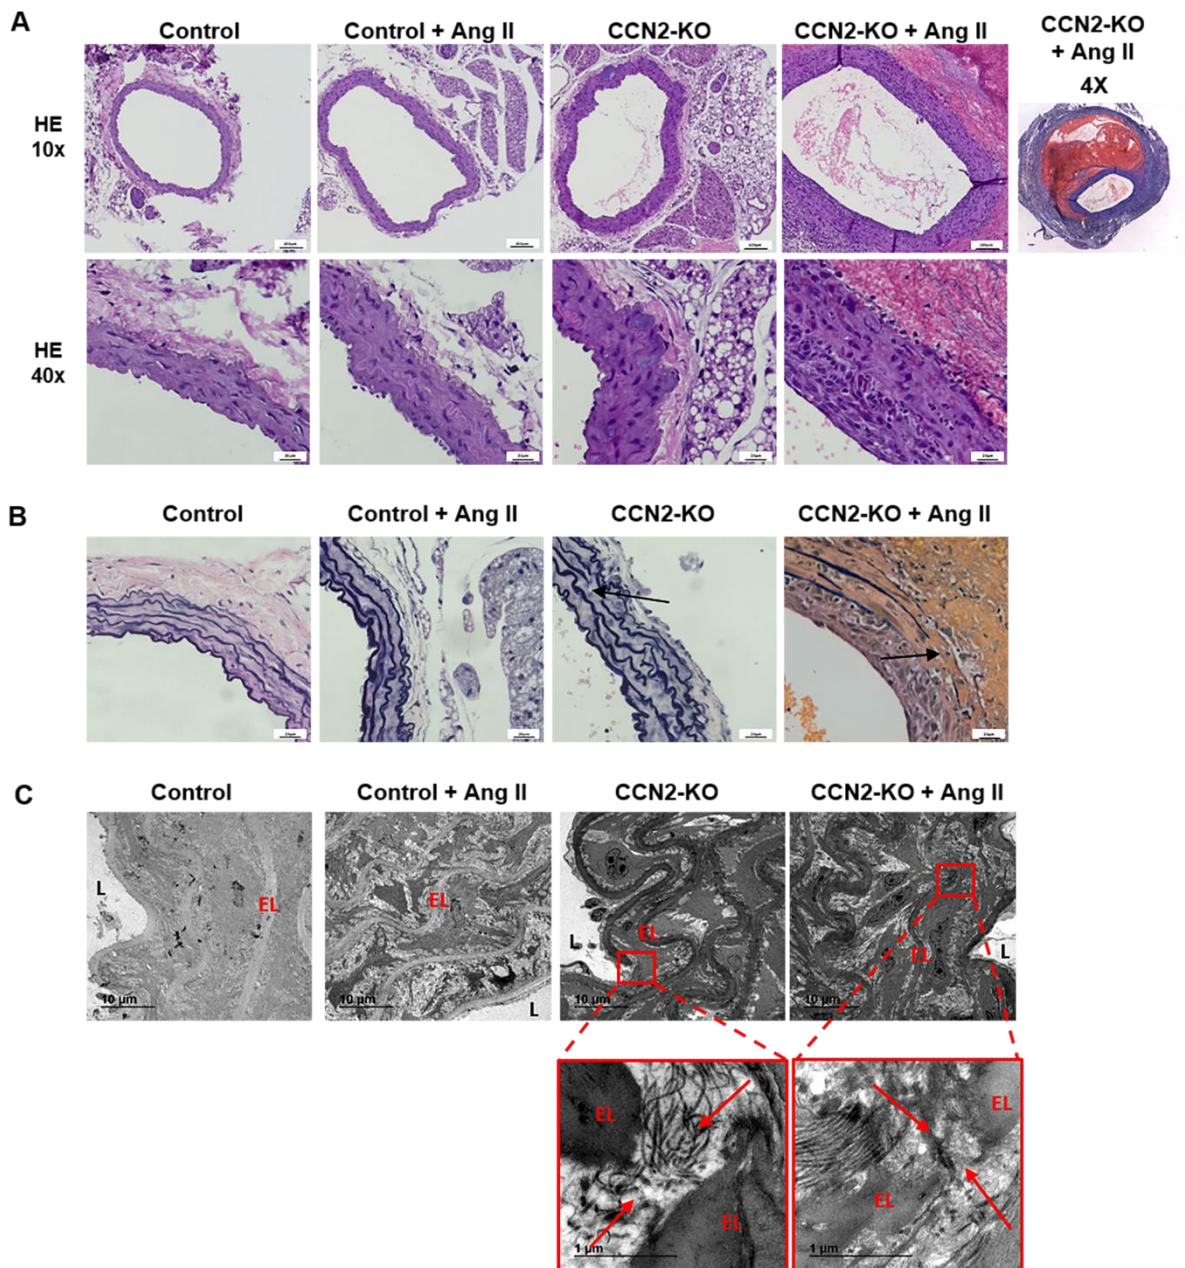 A
Control
Control + Ang II
CCN2-KO
CCN2-KO + Ang II
CCN2-KO
+ Ang II
4X
HE
10x
HE
40x
B
Control
Control + Ang II
CCN2-KO
CCN2-KO + Ang II
C
Control
Control + Ang II
CCN2-KO
CCN2-KO + Ang II
L
EL
10 µm
EL
10 µm
L
L
EL
10 µm
EL
L
10 µm
EL
EL
1 µm
EL
EL
1 µm